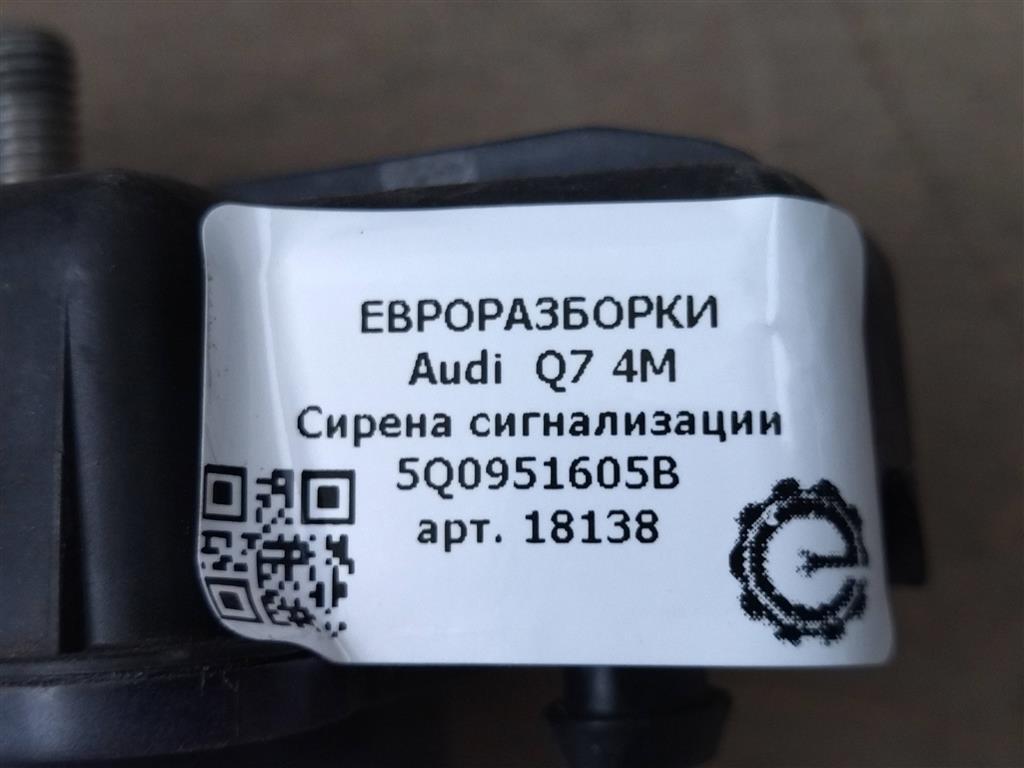 ЕВРОРАЗБОРКИ
Audi Q7 4M
Сирена сигнализации
5Q0951605B
арт. 18138